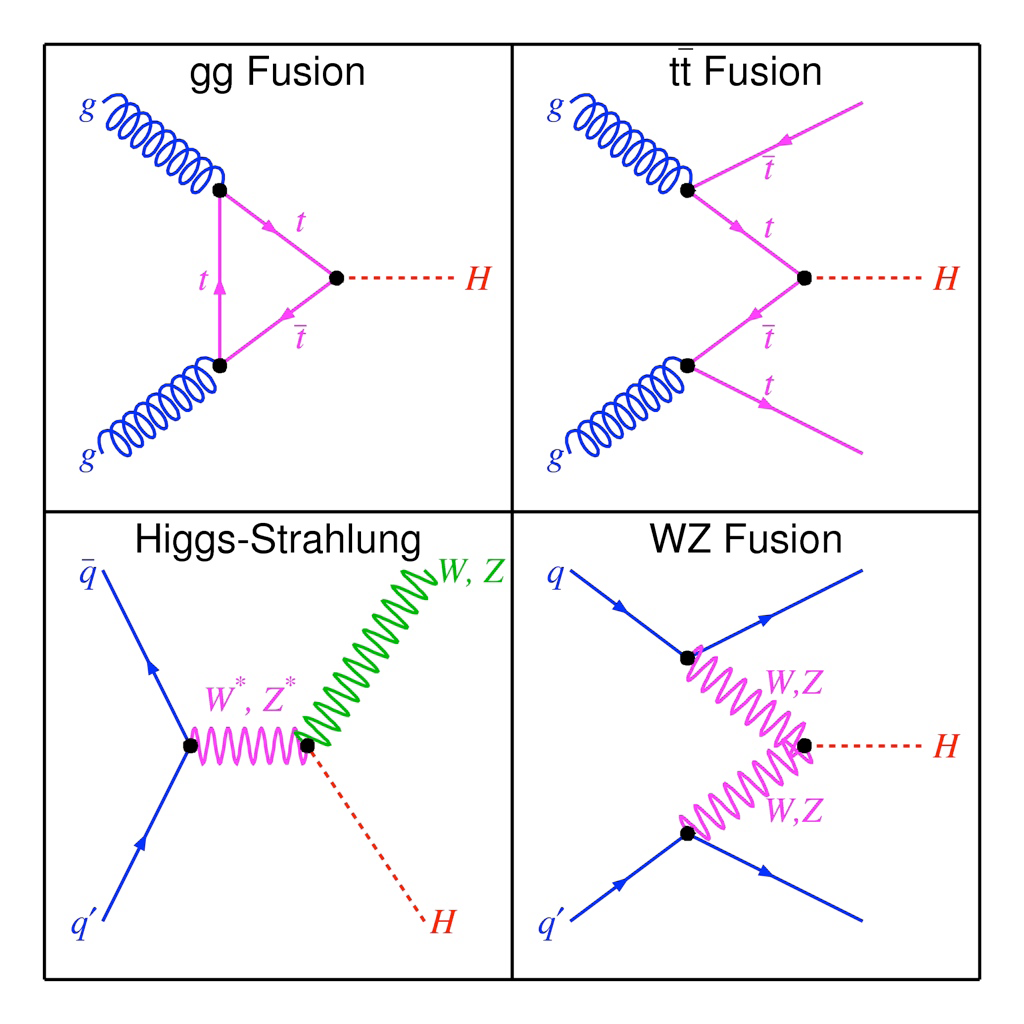 gg Fusion
g
t
t
t̄
H
g
tt̄ Fusion
g
t̄
t
H
t̄
t
g
Higgs-Strahlung
q̄
W, Z
W*, Z*
q′
H
WZ Fusion
q
W,Z
H
W,Z
q′